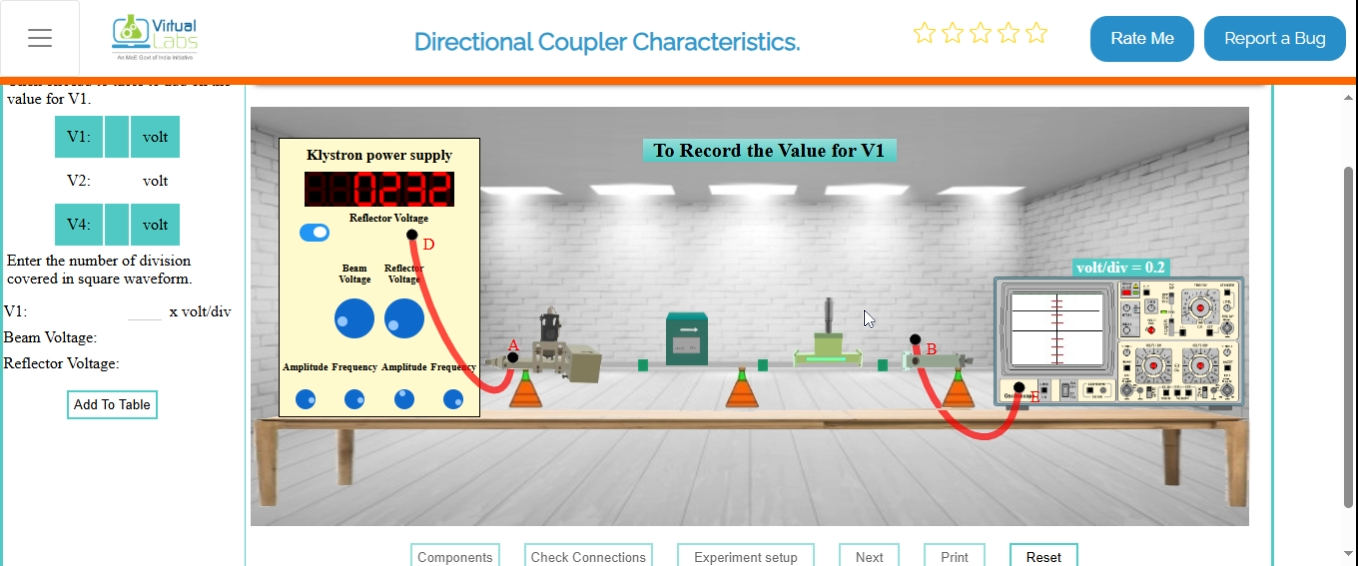 Virtual
Labs
An MoE Govt of India Initiative
Directional Coupler Characteristics.
Rate Me
Report a Bug
value for V1.
V1: volt
V2: volt
V4: volt
Enter the number of division
covered in square waveform.
V1: x volt/div
Beam Voltage:
Reflector Voltage:
Add To Table
To Record the Value for V1
Klystron power supply
0232
Reflector Voltage
D
Beam
Voltage
Reflector
Voltage
Amplitude Frequency Amplitude Frequency
A
B
volt/div = 0.2
E
Components
Check Connections
Experiment setup
Next
Print
Reset